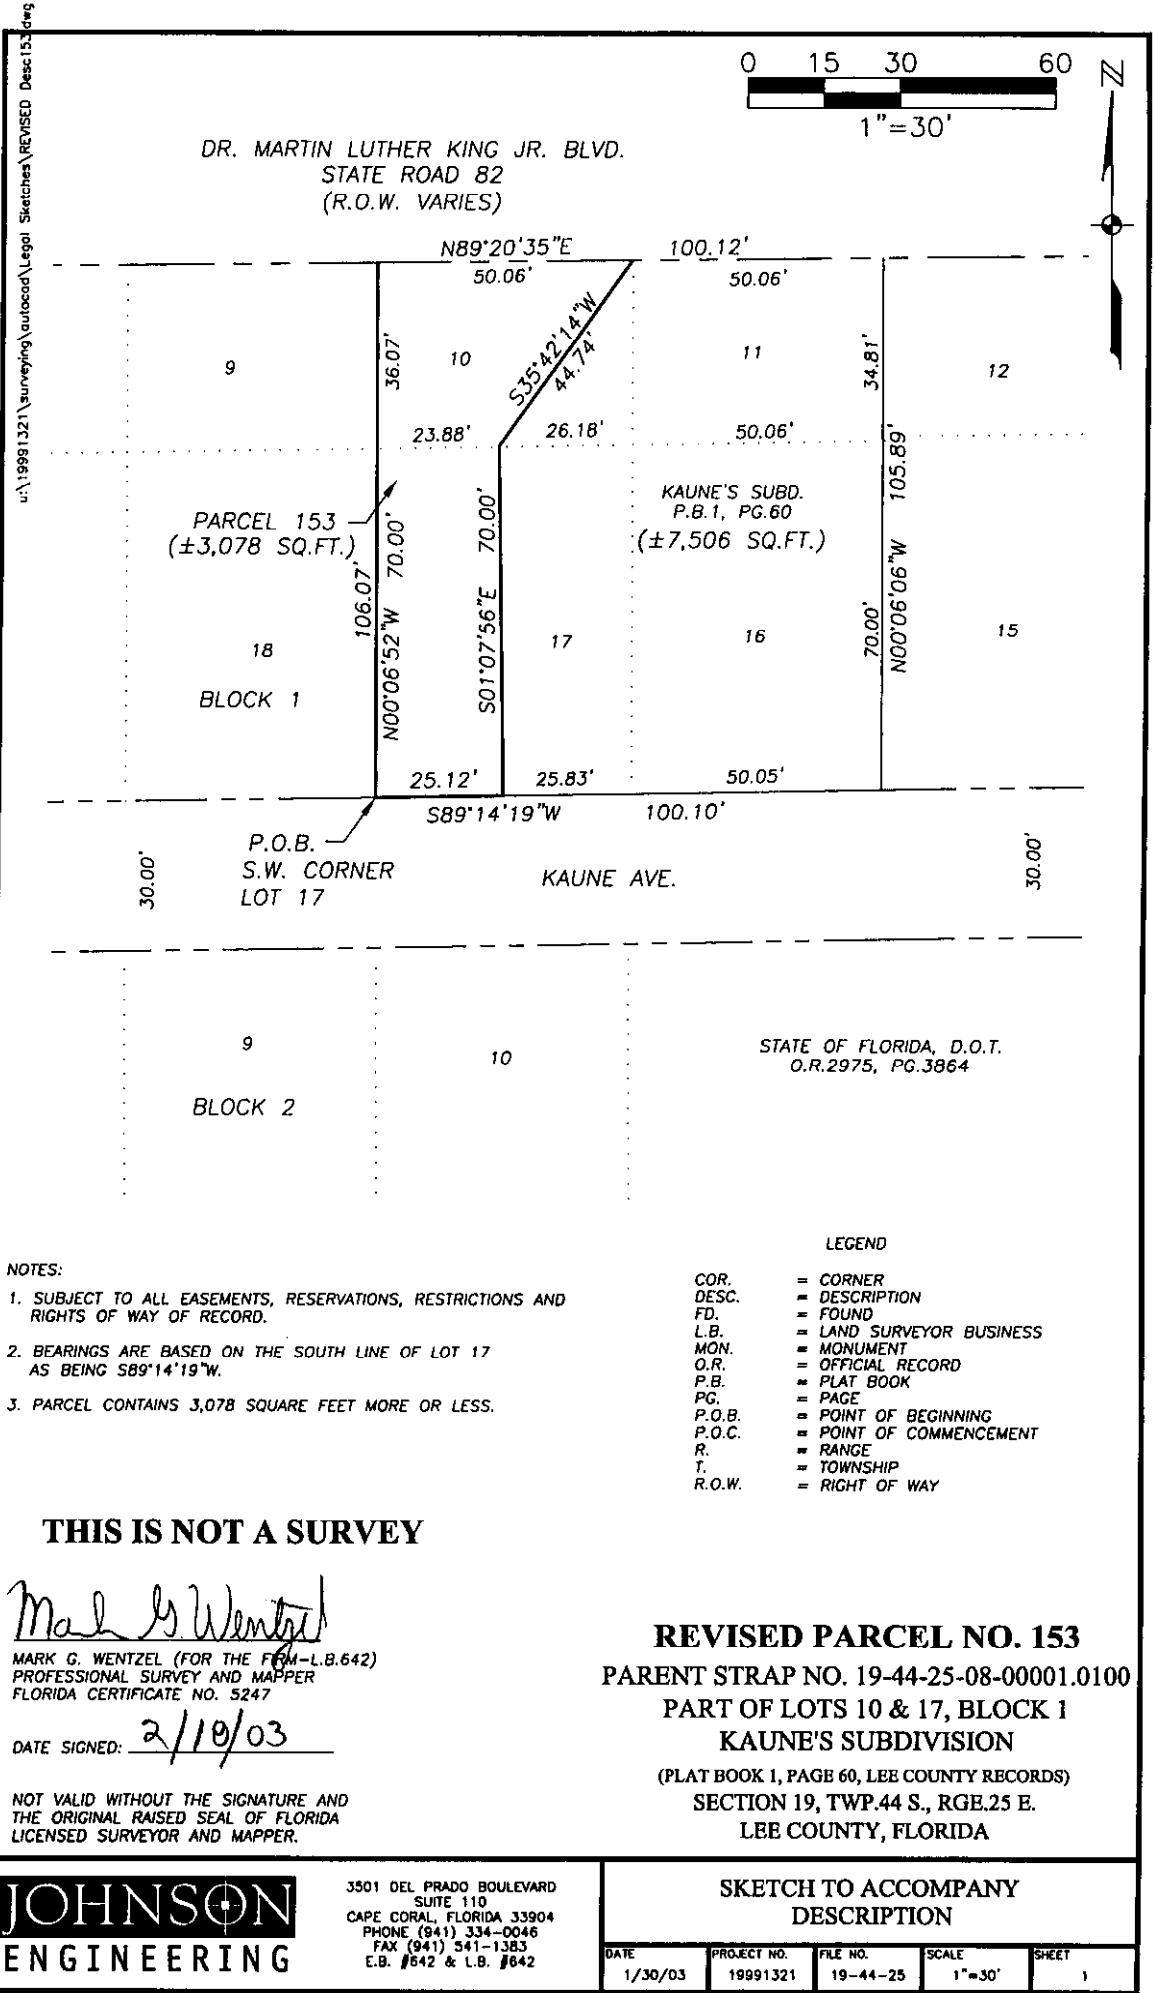 u:\19991321\surveying\autocad\Legal Sketches\REVISED Desc153.dwg
0 15 30 60
1"=30'
N
DR. MARTIN LUTHER KING JR. BLVD.
STATE ROAD 82
(R.O.W. VARIES)
N89°20'35"E 100.12'
50.06' 50.06'
S35°42'14"W
44.74'
36.07'
34.81'
9 10 11 12
23.88' 26.18' 50.06'
105.89'
N00°06'06"W
KAUNE'S SUBD.
P.B.1, PG.60
(±7,506 SQ.FT.)
PARCEL 153
(±3,078 SQ.FT.)
106.07'
N00°06'52"W 70.00'
S01°07'56"E 70.00'
70.00'
18 17 16 15
BLOCK 1
25.12' 25.83' 50.05'
S89°14'19"W 100.10'
P.O.B.
S.W. CORNER
LOT 17
30.00'
KAUNE AVE.
30.00'
9 10
BLOCK 2
STATE OF FLORIDA, D.O.T.
O.R.2975, PG.3864
NOTES:
1. SUBJECT TO ALL EASEMENTS, RESERVATIONS, RESTRICTIONS AND
RIGHTS OF WAY OF RECORD.
2. BEARINGS ARE BASED ON THE SOUTH LINE OF LOT 17
AS BEING S89°14'19"W.
3. PARCEL CONTAINS 3,078 SQUARE FEET MORE OR LESS.
LEGEND
COR. = CORNER
DESC. = DESCRIPTION
FD. = FOUND
L.B. = LAND SURVEYOR BUSINESS
MON. = MONUMENT
O.R. = OFFICIAL RECORD
P.B. = PLAT BOOK
PG. = PAGE
P.O.B. = POINT OF BEGINNING
P.O.C. = POINT OF COMMENCEMENT
R. = RANGE
T. = TOWNSHIP
R.O.W. = RIGHT OF WAY
THIS IS NOT A SURVEY
Mark G. Wentzel
MARK G. WENTZEL (FOR THE FIRM-L.B.642)
PROFESSIONAL SURVEY AND MAPPER
FLORIDA CERTIFICATE NO. 5247
DATE SIGNED: 2/18/03
NOT VALID WITHOUT THE SIGNATURE AND
THE ORIGINAL RAISED SEAL OF FLORIDA
LICENSED SURVEYOR AND MAPPER.
REVISED PARCEL NO. 153
PARENT STRAP NO. 19-44-25-08-00001.0100
PART OF LOTS 10 & 17, BLOCK 1
KAUNE'S SUBDIVISION
(PLAT BOOK 1, PAGE 60, LEE COUNTY RECORDS)
SECTION 19, TWP.44 S., RGE.25 E.
LEE COUNTY, FLORIDA
JOHNSON
ENGINEERING
3501 DEL PRADO BOULEVARD
SUITE 110
CAPE CORAL, FLORIDA 33904
PHONE (941) 334-0046
FAX (941) 541-1383
E.B. #642 & L.B. #642
SKETCH TO ACCOMPANY
DESCRIPTION
DATE PROJECT NO. FILE NO. SCALE SHEET
1/30/03 19991321 19-44-25 1"=30' 1